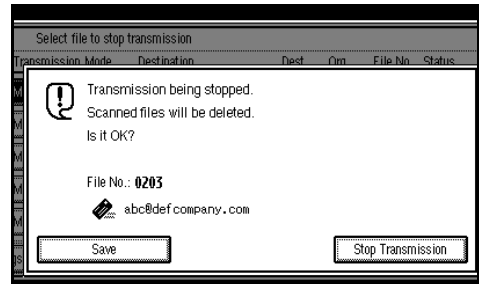 Select file to stop transmission
Transmission Mode Destination Dest. Org. File No. Status
Transmission being stopped.
Scanned files will be deleted.
Is it OK?
File No.: 0203
abc@defcompany.com
Save Stop Transmission